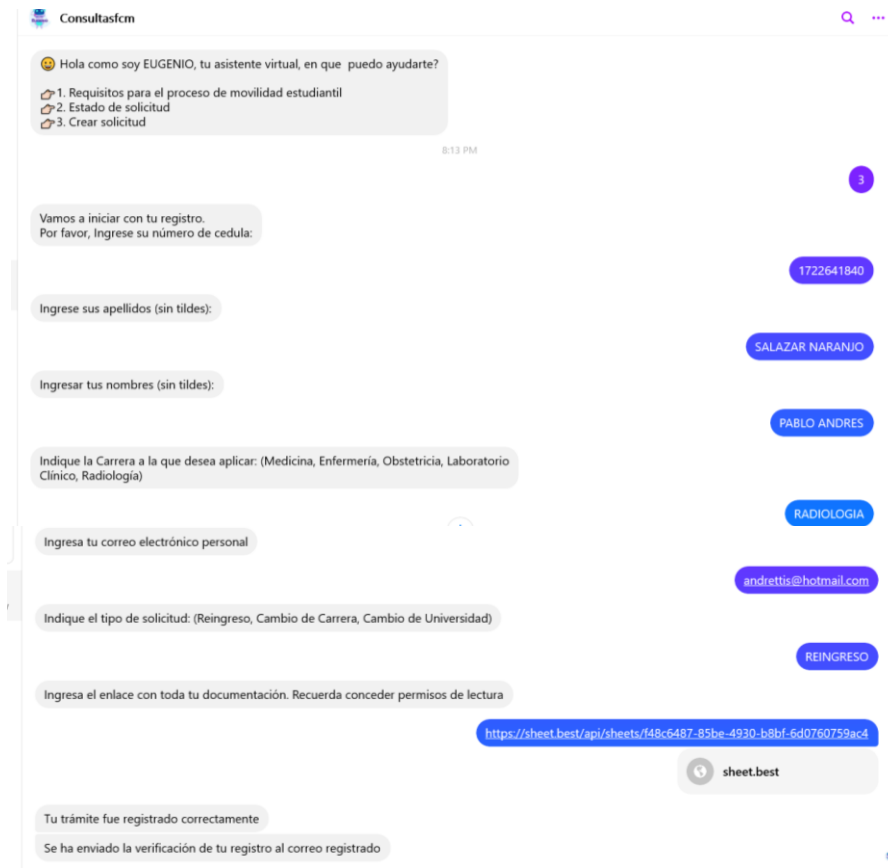 Consultasfcm
Hola como soy EUGENIO, tu asistente virtual, en que puedo ayudarte?
1. Requisitos para el proceso de movilidad estudiantil
2. Estado de solicitud
3. Crear solicitud
8:13 PM
3
Vamos a iniciar con tu registro.
Por favor, Ingrese su número de cedula:
1722641840
Ingrese sus apellidos (sin tildes):
SALAZAR NARANJO
Ingresar tus nombres (sin tildes):
PABLO ANDRES
Indique la Carrera a la que desea aplicar: (Medicina, Enfermería, Obstetricia, Laboratorio
Clínico, Radiología)
RADIOLOGIA
Ingresa tu correo electrónico personal
andrettis@hotmail.com
Indique el tipo de solicitud: (Reingreso, Cambio de Carrera, Cambio de Universidad)
REINGRESO
Ingresa el enlace con toda tu documentación. Recuerda conceder permisos de lectura
https://sheet.best/api/sheets/f48c6487-85be-4930-b8bf-6d0760759ac4
sheet.best
Tu trámite fue registrado correctamente
Se ha enviado la verificación de tu registro al correo registrado